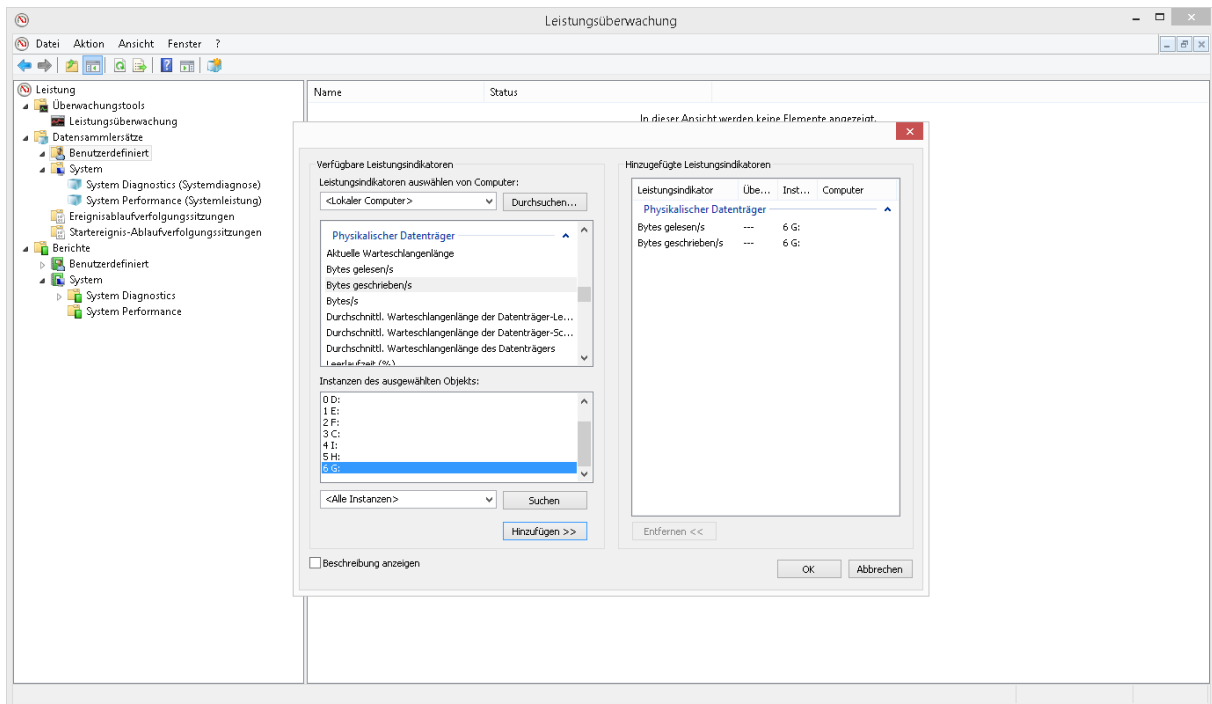 Leistungsüberwachung
Datei Aktion Ansicht Fenster ?
Leistung
Überwachungstools
Leistungsüberwachung
Datensammlersätze
Benutzerdefiniert
System
System Diagnostics (Systemdiagnose)
System Performance (Systemleistung)
Ereignisablaufverfolgungssitzungen
Startereignis-Ablaufverfolgungssitzungen
Berichte
Benutzerdefiniert
System
System Diagnostics
System Performance
Name Status
In dieser Ansicht werden keine Elemente angezeigt.
Verfügbare Leistungsindikatoren
Leistungsindikatoren auswählen von Computer:
<Lokaler Computer> Durchsuchen...
Physikalischer Datenträger
Aktuelle Warteschlangenlänge
Bytes gelesen/s
Bytes geschrieben/s
Bytes/s
Durchschnittl. Warteschlangenlänge der Datenträger-Le...
Durchschnittl. Warteschlangenlänge der Datenträger-Sc...
Durchschnittl. Warteschlangenlänge des Datenträgers
Leerlaufzeit (%)
Instanzen des ausgewählten Objekts:
0 D:
1 E:
2 F:
3 C:
4 I:
5 H:
6 G:
<Alle Instanzen> Suchen
Hinzufügen >>
Beschreibung anzeigen
Hinzugefügte Leistungsindikatoren
Leistungsindikator Übe... Inst... Computer
Physikalischer Datenträger
Bytes gelesen/s --- 6 G:
Bytes geschrieben/s --- 6 G:
Entfernen <<
OK Abbrechen